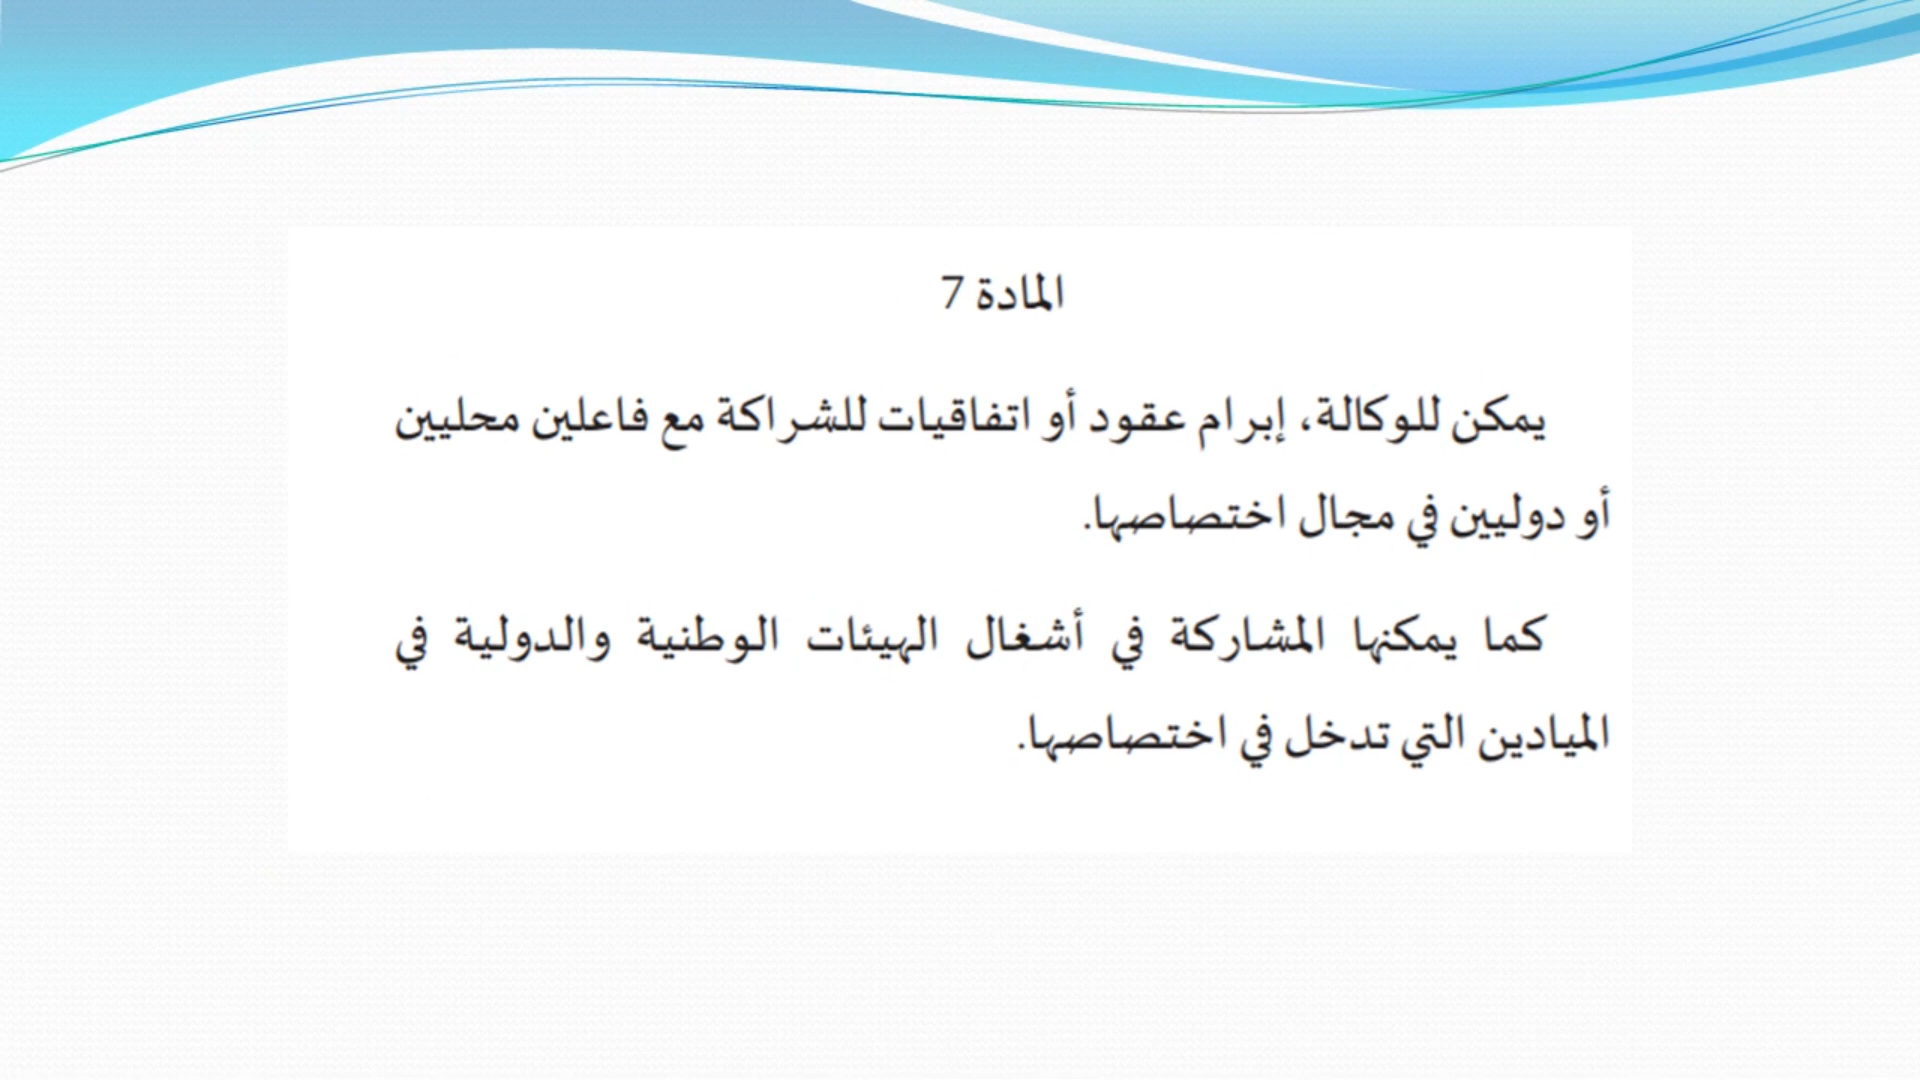 المادة 7
يمكن للوكالة، إبرام عقود أو اتفاقيات للشراكة مع فاعلين محليين
أو دوليين في مجال اختصاصها.
كما يمكنها المشاركة في أشغال الهيئات الوطنية والدولية في
الميادين التي تدخل في اختصاصها.